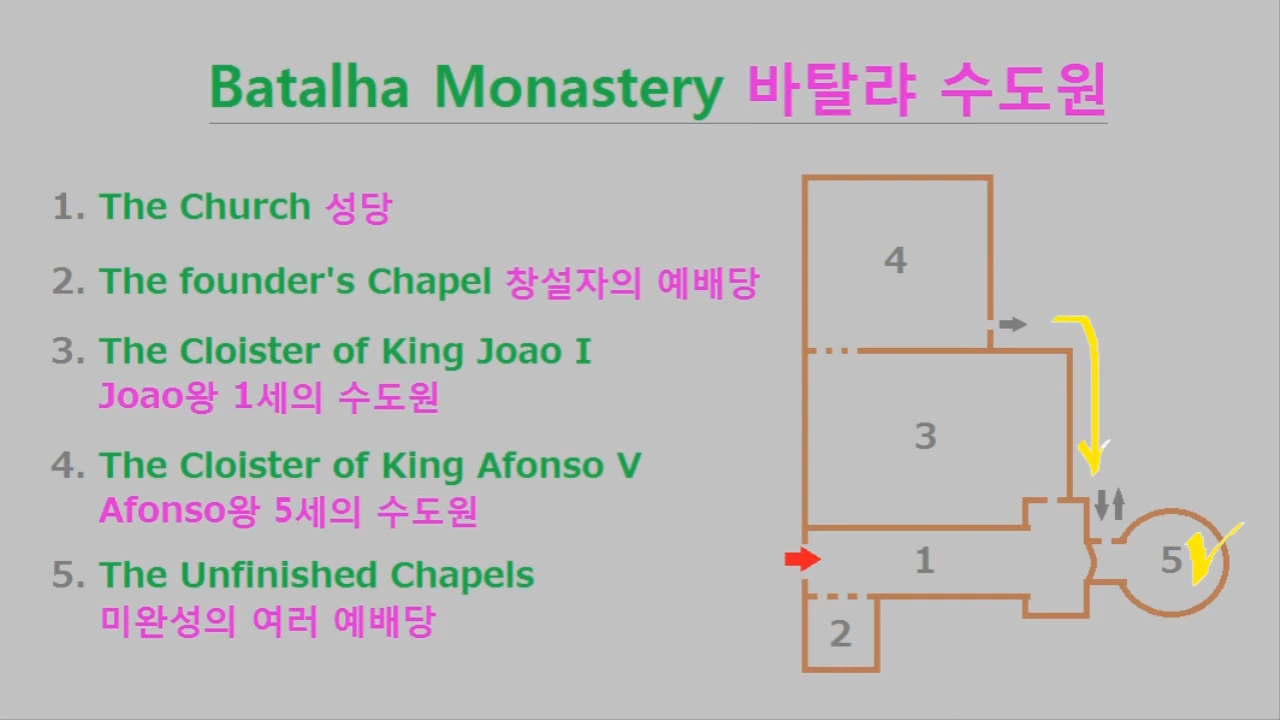 Batalha Monastery 바탈랴 수도원
1. The Church 성당
2. The founder's Chapel 창설자의 예배당
3. The Cloister of King Joao I
Joao왕 1세의 수도원
4. The Cloister of King Afonso V
Afonso왕 5세의 수도원
5. The Unfinished Chapels
미완성의 여러 예배당
4
3
1
5
2